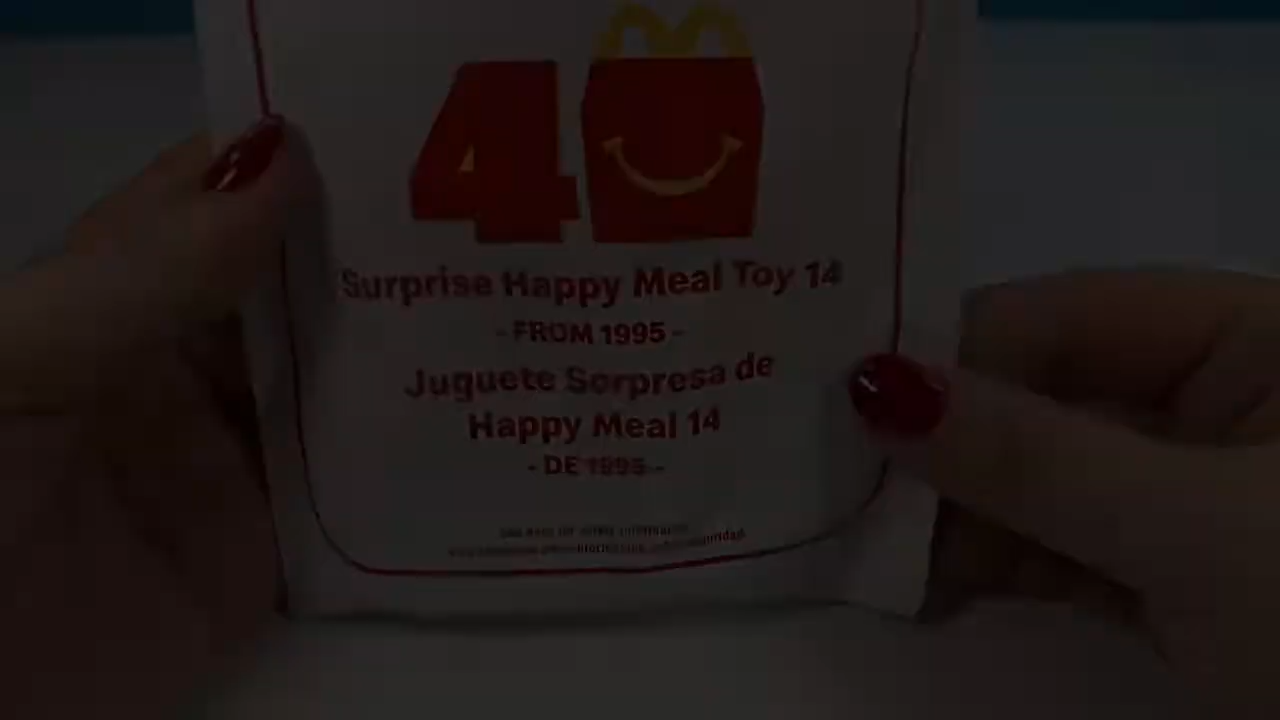 40
Surprise Happy Meal Toy 14
- FROM 1995 -
Juguete Sorpresa de
Happy Meal 14
- DE 1995 -